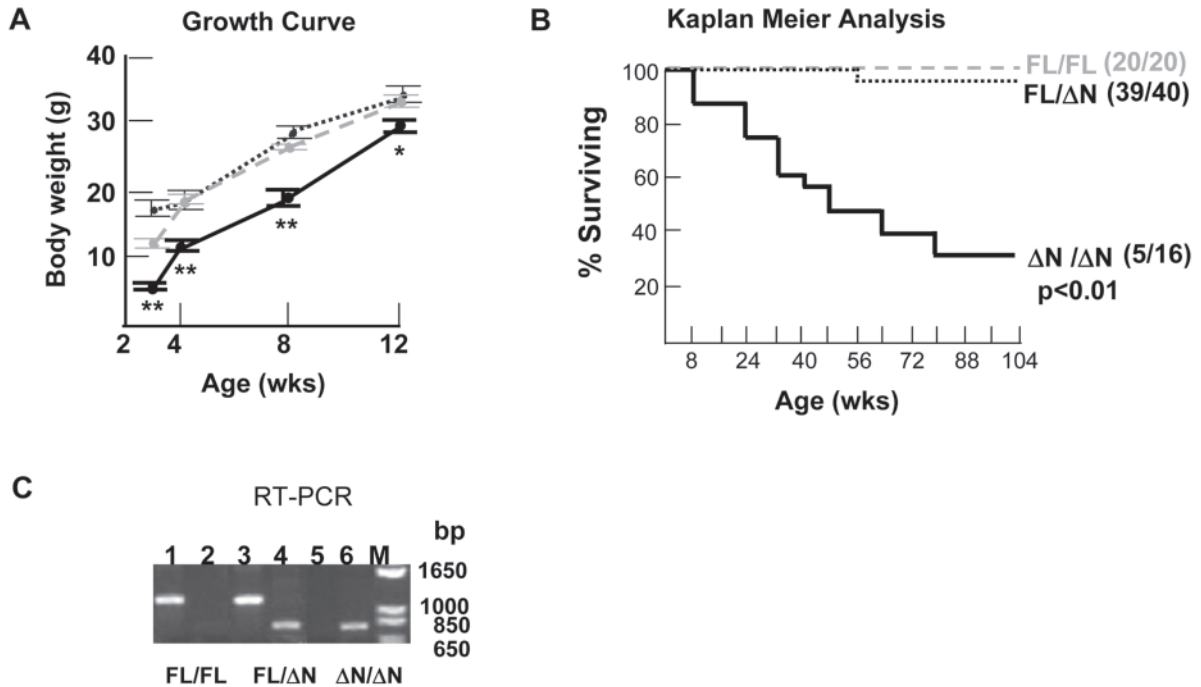 A
Growth Curve
40
30
20
10
Body weight (g)
**
**
**
*
2 4 8 12
Age (wks)
B
Kaplan Meier Analysis
100
80
60
40
20
% Surviving
FL/FL (20/20)
FL/ΔN (39/40)
ΔN /ΔN (5/16)
p<0.01
8 24 40 56 72 88 104
Age (wks)
C
RT-PCR
bp
1 2 3 4 5 6 M
1650
1000
850
650
FL/FL FL/ΔN ΔN/ΔN